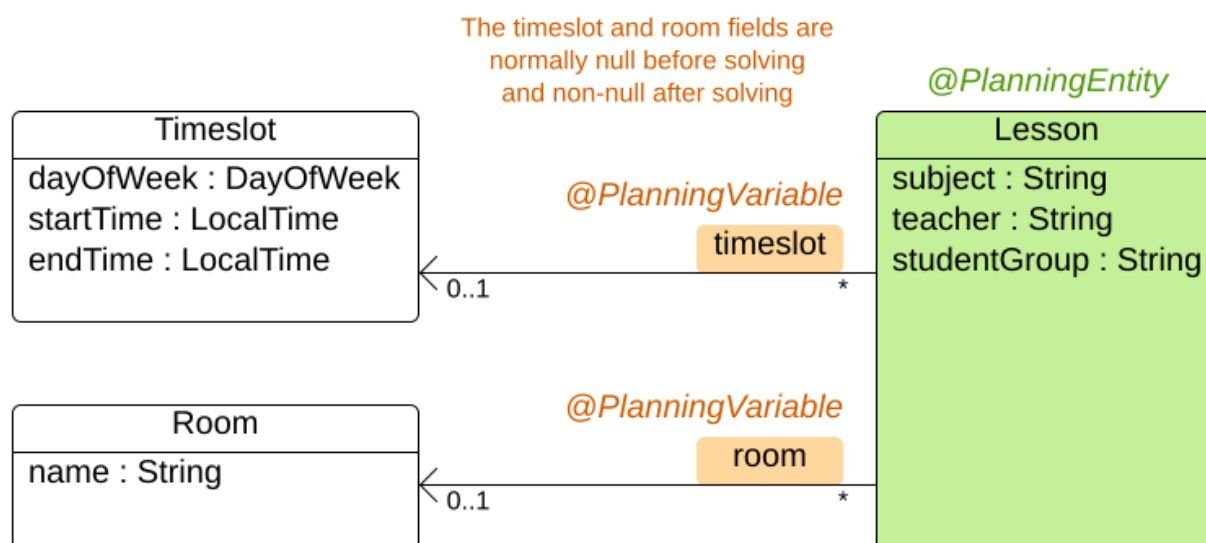 The timeslot and room fields are
normally null before solving
and non-null after solving
@PlanningEntity
Timeslot
dayOfWeek : DayOfWeek
startTime : LocalTime
endTime : LocalTime
@PlanningVariable
timeslot
0..1
*
Lesson
subject : String
teacher : String
studentGroup : String
Room
name : String
@PlanningVariable
room
0..1
*